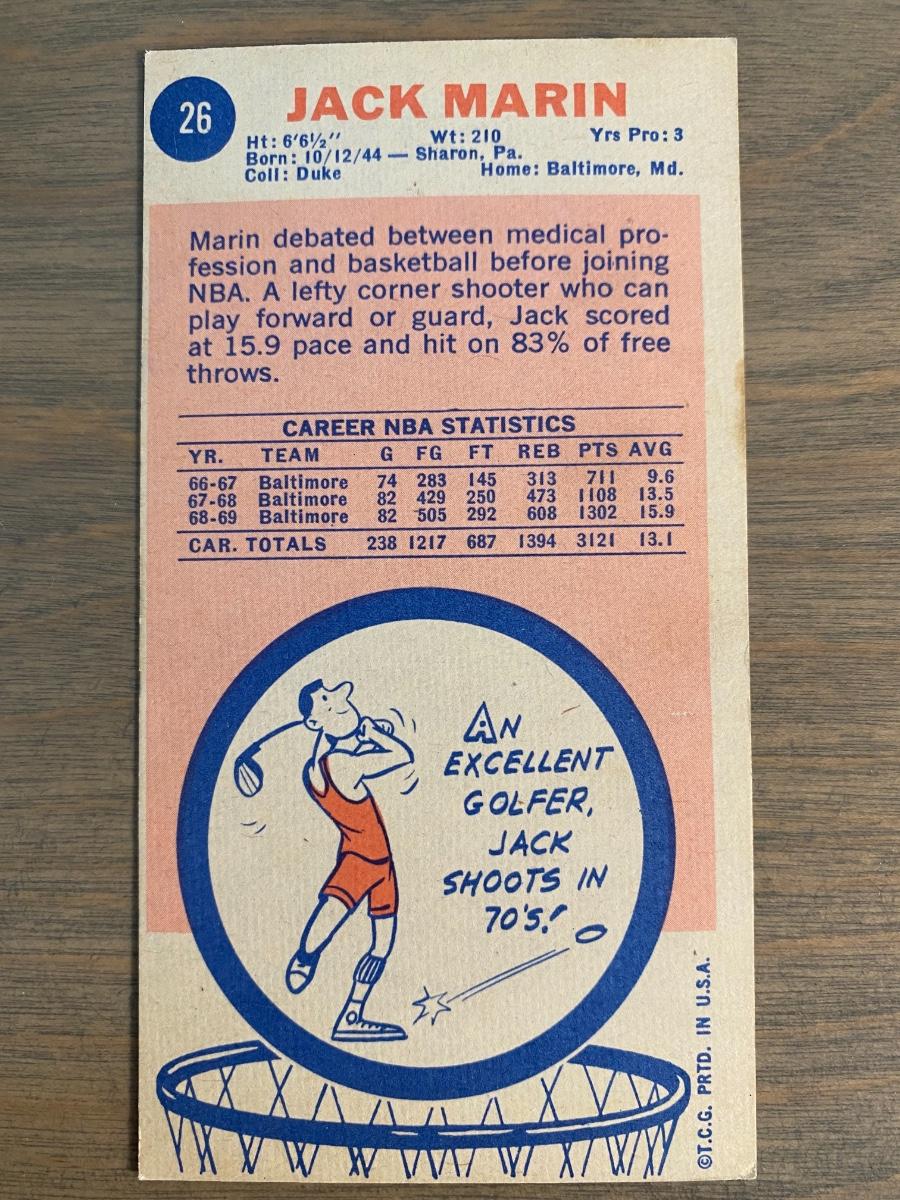 26
JACK MARIN
Ht: 6'6½" Wt: 210 Yrs Pro: 3
Born: 10/12/44 — Sharon, Pa.
Coll: Duke Home: Baltimore, Md.
Marin debated between medical pro-
fession and basketball before joining
NBA. A lefty corner shooter who can
play forward or guard, Jack scored
at 15.9 pace and hit on 83% of free
throws.
CAREER NBA STATISTICS
YR. TEAM G FG FT REB PTS AVG
66-67 Baltimore 74 283 145 313 711 9.6
67-68 Baltimore 82 429 250 473 1108 13.5
68-69 Baltimore 82 505 292 608 1302 15.9
CAR. TOTALS 238 1217 687 1394 3121 13.1
AN
EXCELLENT
GOLFER,
JACK
SHOOTS IN
70'S!
©T.C.G. PRTD. IN U.S.A.